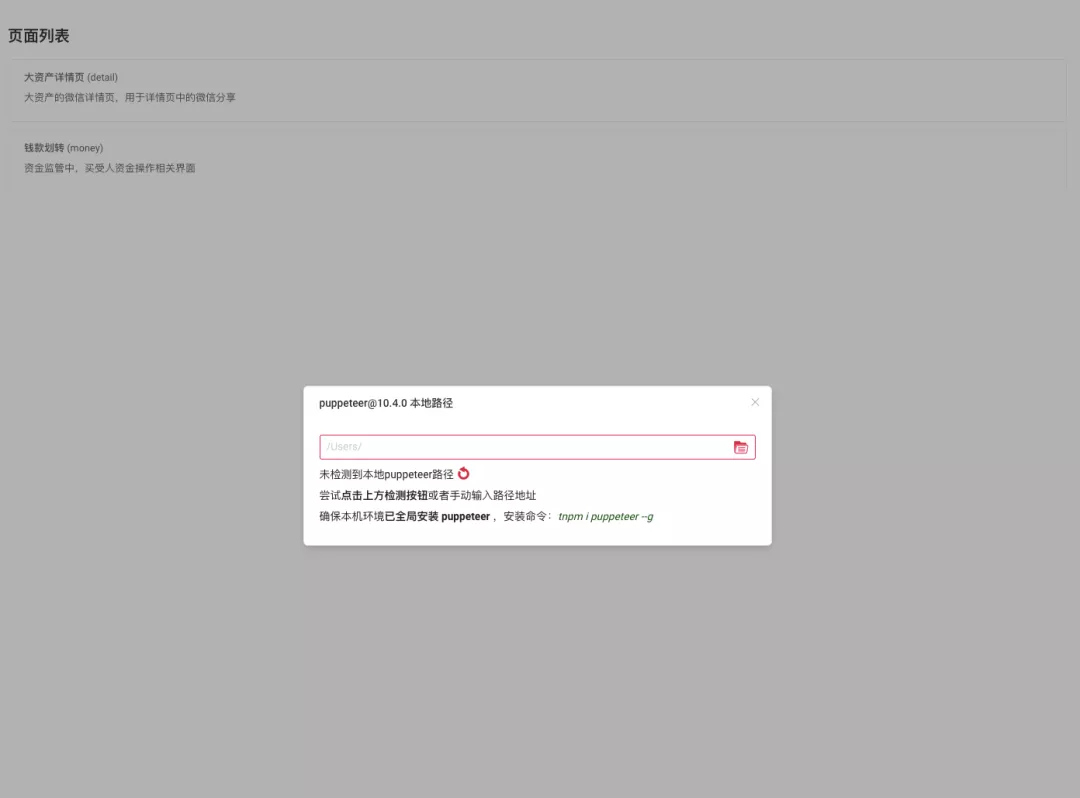 页面列表
大资产详情页 (detail)
大资产的微信详情页，用于详情页中的微信分享
钱款划转 (money)
资金监管中，买受人资金操作相关界面
puppeteer@10.4.0 本地路径
/Users/
未检测到本地puppeteer路径
尝试点击上方检测按钮或者手动输入路径地址
确保本机环境已全局安装 puppeteer ，安装命令：tnpm i puppeteer --g